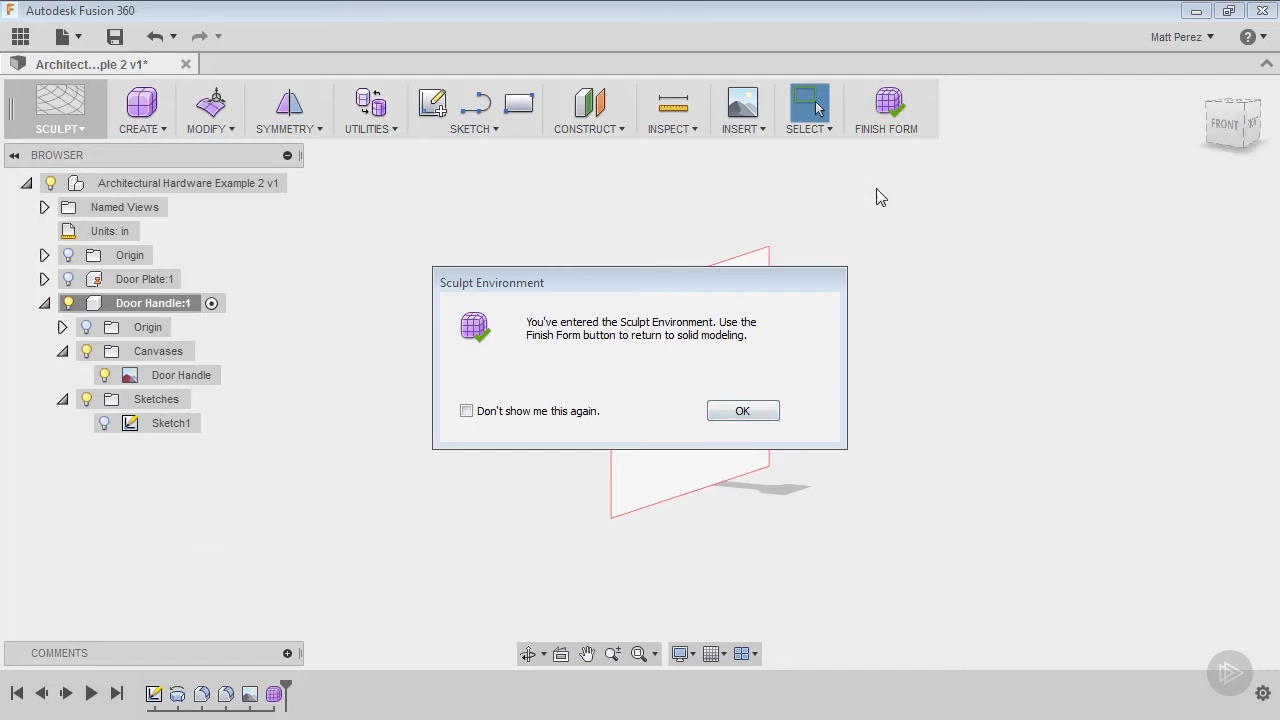 Autodesk Fusion 360
Matt Perez
Architect...ple 2 v1*
SCULPT
CREATE
MODIFY
SYMMETRY
UTILITIES
SKETCH
CONSTRUCT
INSPECT
INSERT
SELECT
FINISH FORM
FRONT
BROWSER
Architectural Hardware Example 2 v1
Named Views
Units: in
Origin
Door Plate:1
Door Handle:1
Origin
Canvases
Door Handle
Sketches
Sketch1
Sculpt Environment
You've entered the Sculpt Environment. Use the
Finish Form button to return to solid modeling.
Don't show me this again.
OK
COMMENTS